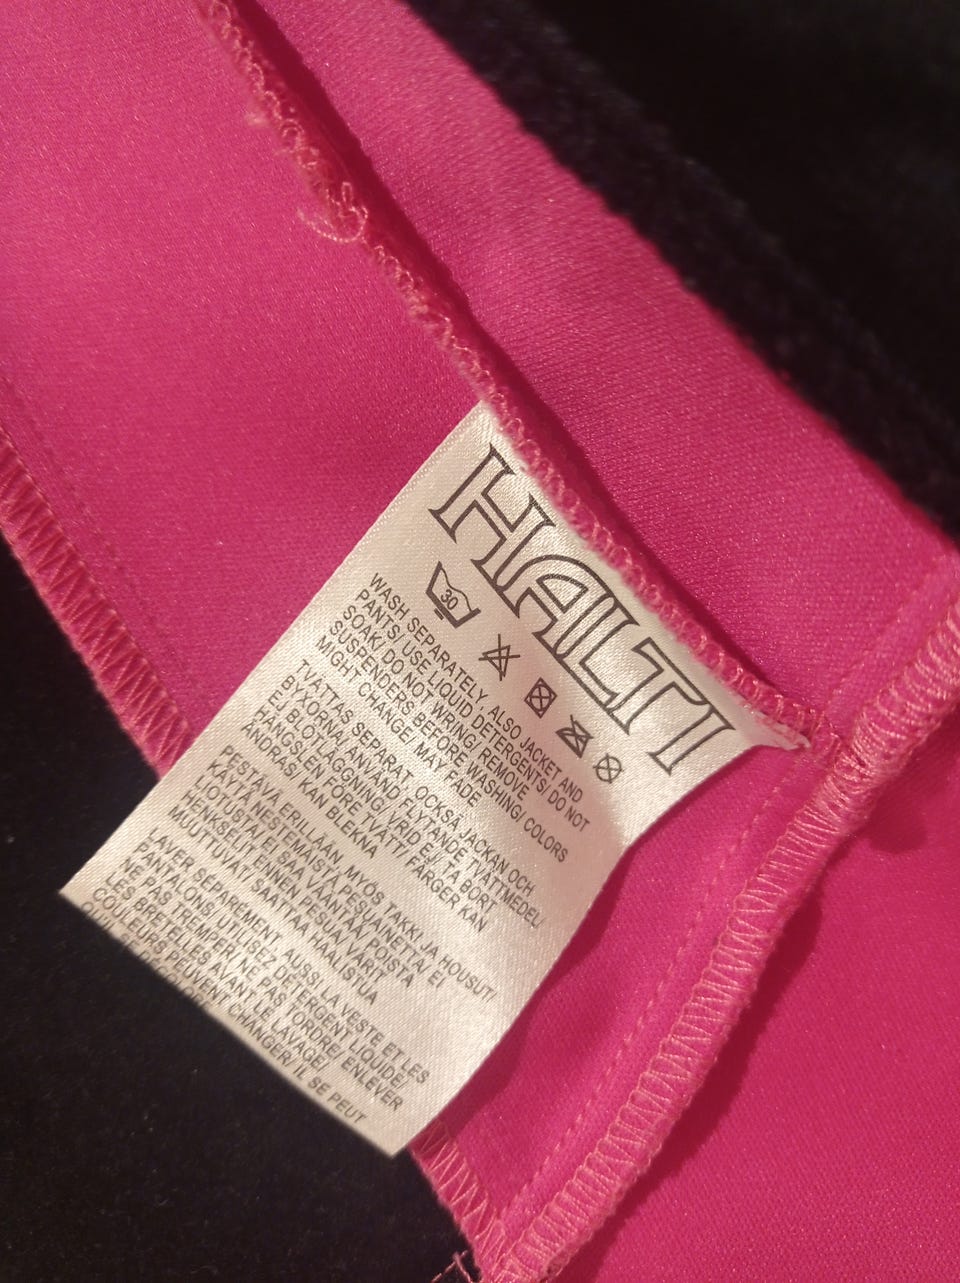 HALTI
30
WASH SEPARATELY, ALSO JACKET AND
PANTS/ USE LIQUID DETERGENTS/ DO NOT
SOAK/ DO NOT WRING/ REMOVE
SUSPENDERS BEFORE WASHING/ COLORS
MIGHT CHANGE/ MAY FADE
TVÄTTAS SEPARAT, OCKSÅ JACKAN OCH
BYXORNA/ ANVÄND FLYTANDE TVÄTTMEDEL/
EJ BLÖTLÄGGNING/ VRID EJ/ TA BORT
HÄNGSLEN FÖRE TVÄTT/ FÄRGER KAN
ÄNDRAS/ KAN BLEKNA
PESTÄVÄ ERILLÄÄN, MYÖS TAKKI JA HOUSUT/
KÄYTÄ NESTEMÄISTÄ PESUAINETTA/ EI
LIOTUSTA/ EI SAA VÄÄNTÄÄ/ POISTA
HENKSELIT ENNEN PESUA/ VÄRIT
MUUTTUVAT/ SAATTAA HAALISTUA
LAVER SEPAREMENT, AUSSI LA VESTE ET LES
PANTALONS/ UTILISEZ DETERGENT LIQUIDE/
NE PAS TREMPER/ NE PAS TORDRE/ ENLEVER
LES BRETELLES AVANT LE LAVAGE/
COULEURS PEUVENT CHANGER/ IL SE PEUT